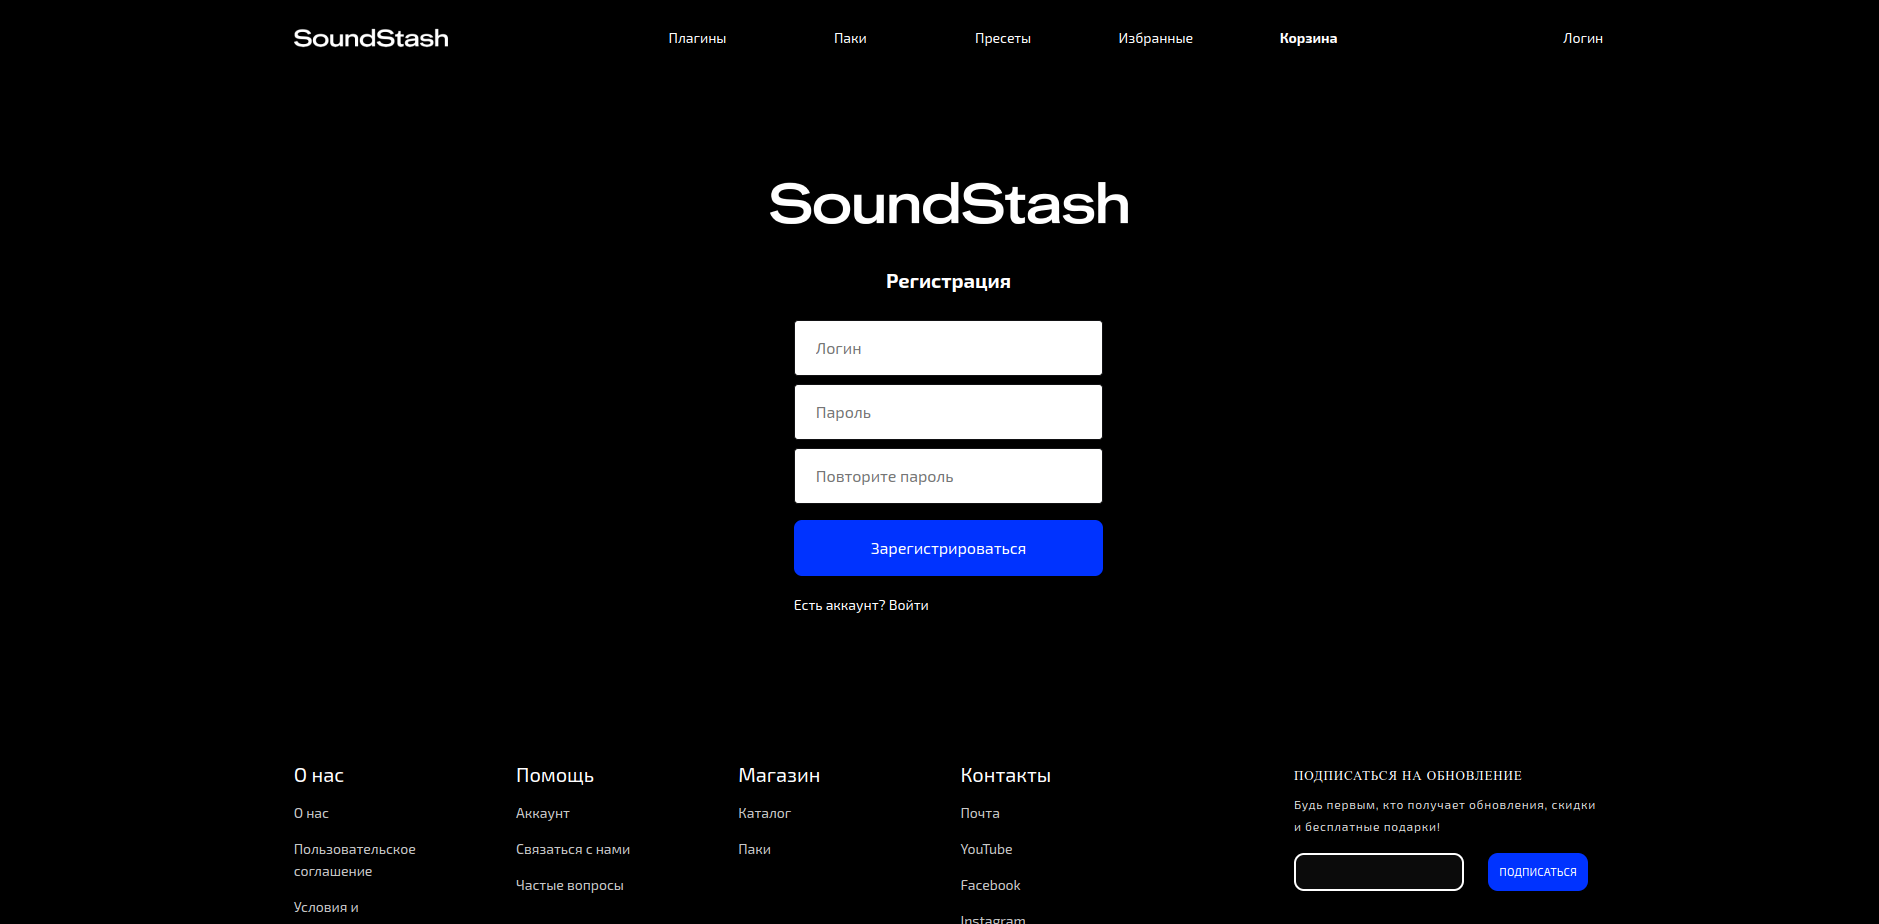 SoundStash
Плагины
Паки
Пресеты
Избранные
Корзина
Логин
SoundStash
Регистрация
Логин
Пароль
Повторите пароль
Зарегистрироваться
Есть аккаунт? Войти
О нас
О нас
Пользовательское
соглашение
Условия и
Помощь
Аккаунт
Связаться с нами
Частые вопросы
Магазин
Каталог
Паки
Контакты
Почта
YouTube
Facebook
Instagram
ПОДПИСАТЬСЯ НА ОБНОВЛЕНИЕ
Будь первым, кто получает обновления, скидки
и бесплатные подарки!
ПОДПИСАТЬСЯ